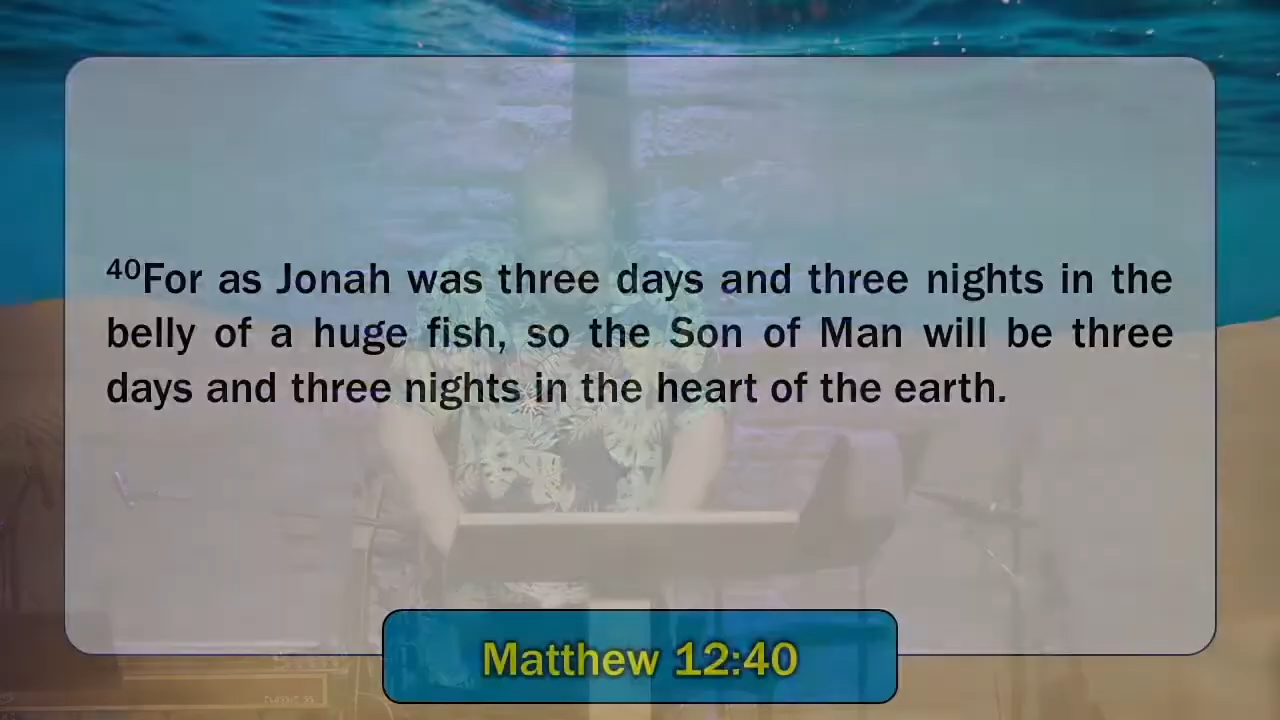 ⁴⁰For as Jonah was three days and three nights in the
belly of a huge fish, so the Son of Man will be three
days and three nights in the heart of the earth.
Matthew 12:40